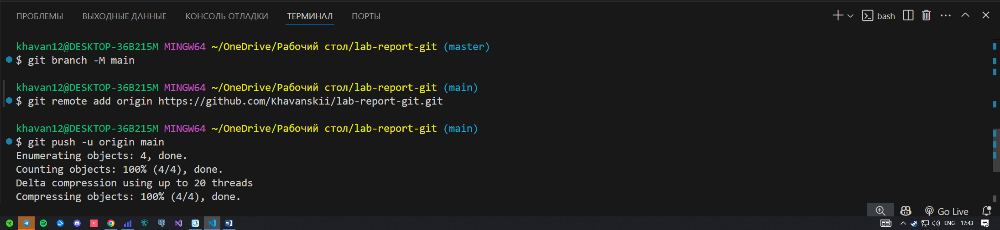 ПРОБЛЕМЫ ВЫХОДНЫЕ ДАННЫЕ КОНСОЛЬ ОТЛАДКИ ТЕРМИНАЛ ПОРТЫ bash
khavan12@DESKTOP-36B215M MINGW64 ~/OneDrive/Рабочий стол/lab-report-git (master)
$ git branch -M main
khavan12@DESKTOP-36B215M MINGW64 ~/OneDrive/Рабочий стол/lab-report-git (main)
$ git remote add origin https://github.com/Khavanskii/lab-report-git.git
khavan12@DESKTOP-36B215M MINGW64 ~/OneDrive/Рабочий стол/lab-report-git (main)
$ git push -u origin main
Enumerating objects: 4, done.
Counting objects: 100% (4/4), done.
Delta compression using up to 20 threads
Compressing objects: 100% (4/4), done.
Go Live
ENG 17:43